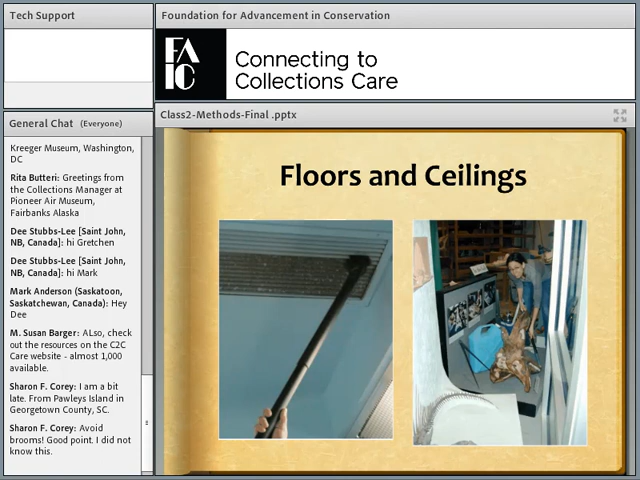 Tech Support
Foundation for Advancement in Conservation
FA
IC
Connecting to
Collections Care
General Chat (Everyone)
Kreeger Museum, Washington,
DC
Rita Butteri: Greetings from
the Collections Manager at
Pioneer Air Museum,
Fairbanks Alaska
Dee Stubbs-Lee [Saint John,
NB, Canada]: hi Gretchen
Dee Stubbs-Lee [Saint John,
NB, Canada]: hi Mark
Mark Anderson (Saskatoon,
Saskatchewan, Canada): Hey
Dee
M. Susan Barger: ALso, check
out the resources on the C2C
Care website - almost 1,000
available.
Sharon F. Corey: I am a bit
late. From Pawleys Island in
Georgetown County, SC.
Sharon F. Corey: Avoid
brooms! Good point. I did not
know this.
Class2-Methods-Final .pptx
Floors and Ceilings